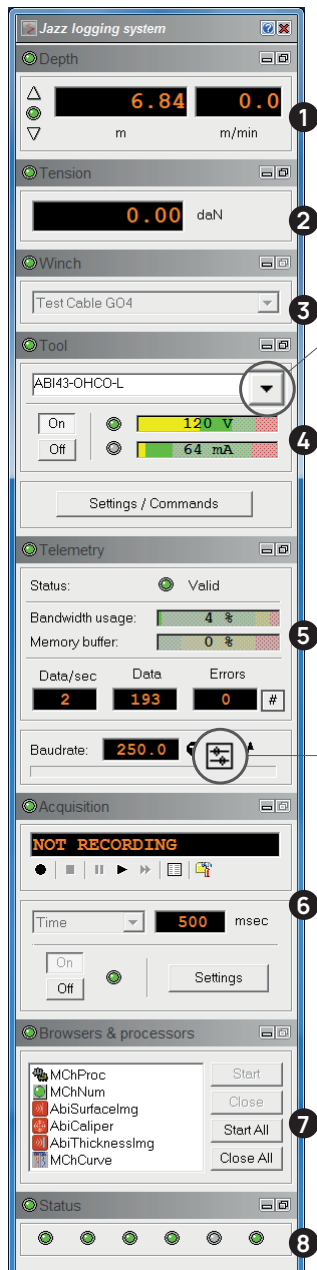 Jazz logging system
Depth
6.84 0.0
m m/min
1
Tension
0.00 daN
2
Winch
Test Cable GO4
3
Tool
ABI43-OHCO-L
On
120 V
Off
64 mA
4
Settings / Commands
Telemetry
Status: Valid
Bandwidth usage: 4 %
Memory buffer: 0 %
5
Data/sec Data Errors
2 193 0 #
Baudrate: 250.0
Acquisition
NOT RECORDING
6
Time 500 msec
On
Off
Settings
Browsers & processors
MChProc
MChNum
AbiSurfaceImg
AbiCaliper
AbiThicknessImg
MChCurve
Start
Close
Start All
Close All
7
Status
8